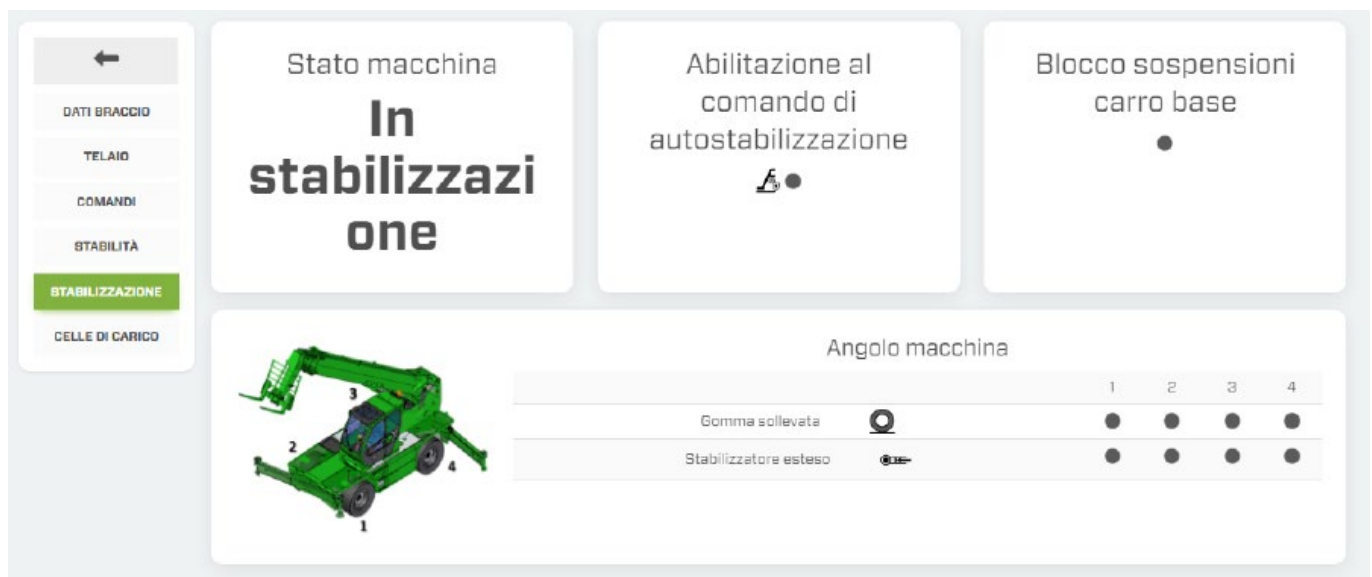 DATI BRACCIO
TELAIO
COMANDI
STABILITÀ
STABILIZZAZIONE
CELLE DI CARICO
Stato macchina
In
stabilizzazi
one
Abilitazione al
comando di
autostabilizzazione
Blocco sospensioni
carro base
3
2
4
1
Angolo macchina
1 2 3 4
Gomma sollevata
Stabilizzatore esteso